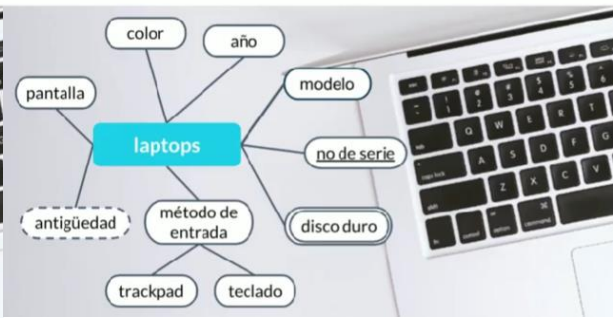 color
año
pantalla
modelo
laptops
no de serie
antigüedad
método de
entrada
disco duro
trackpad
teclado